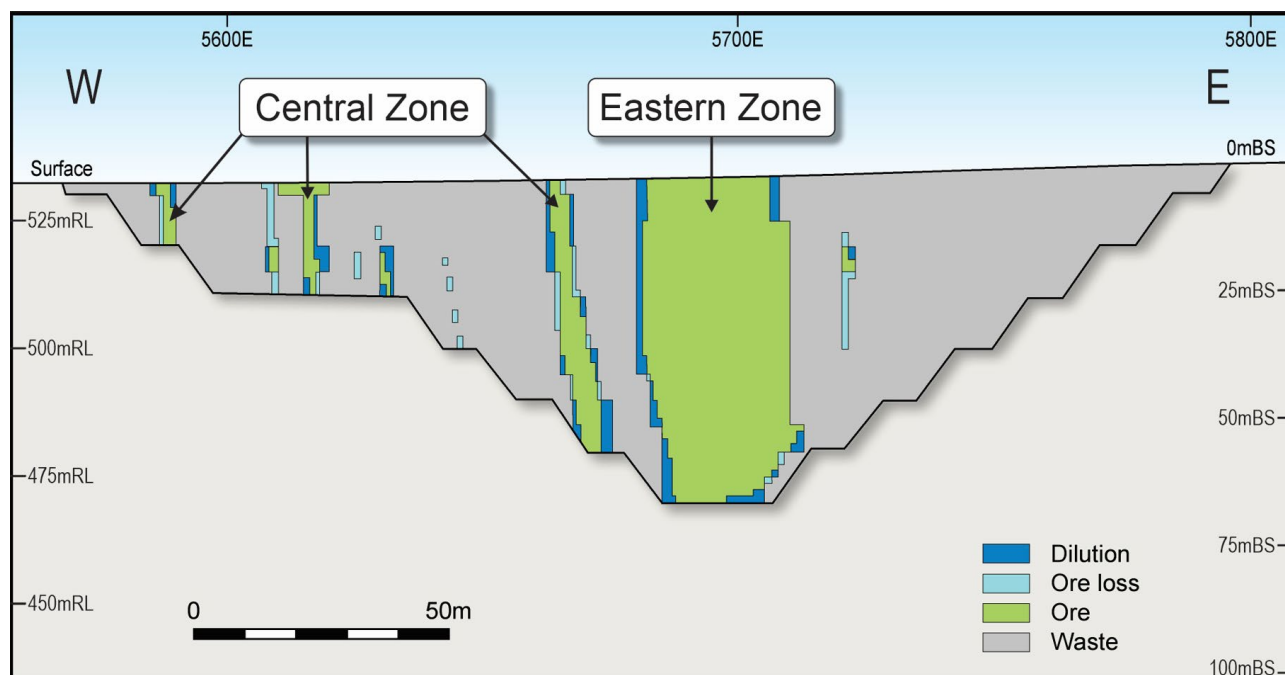 5600E 5700E 5800E
W E
Central Zone Eastern Zone
Surface 0mBS
525mRL
25mBS
500mRL
50mBS
475mRL
75mBS
450mRL
100mBS
0 50m
Dilution
Ore loss
Ore
Waste